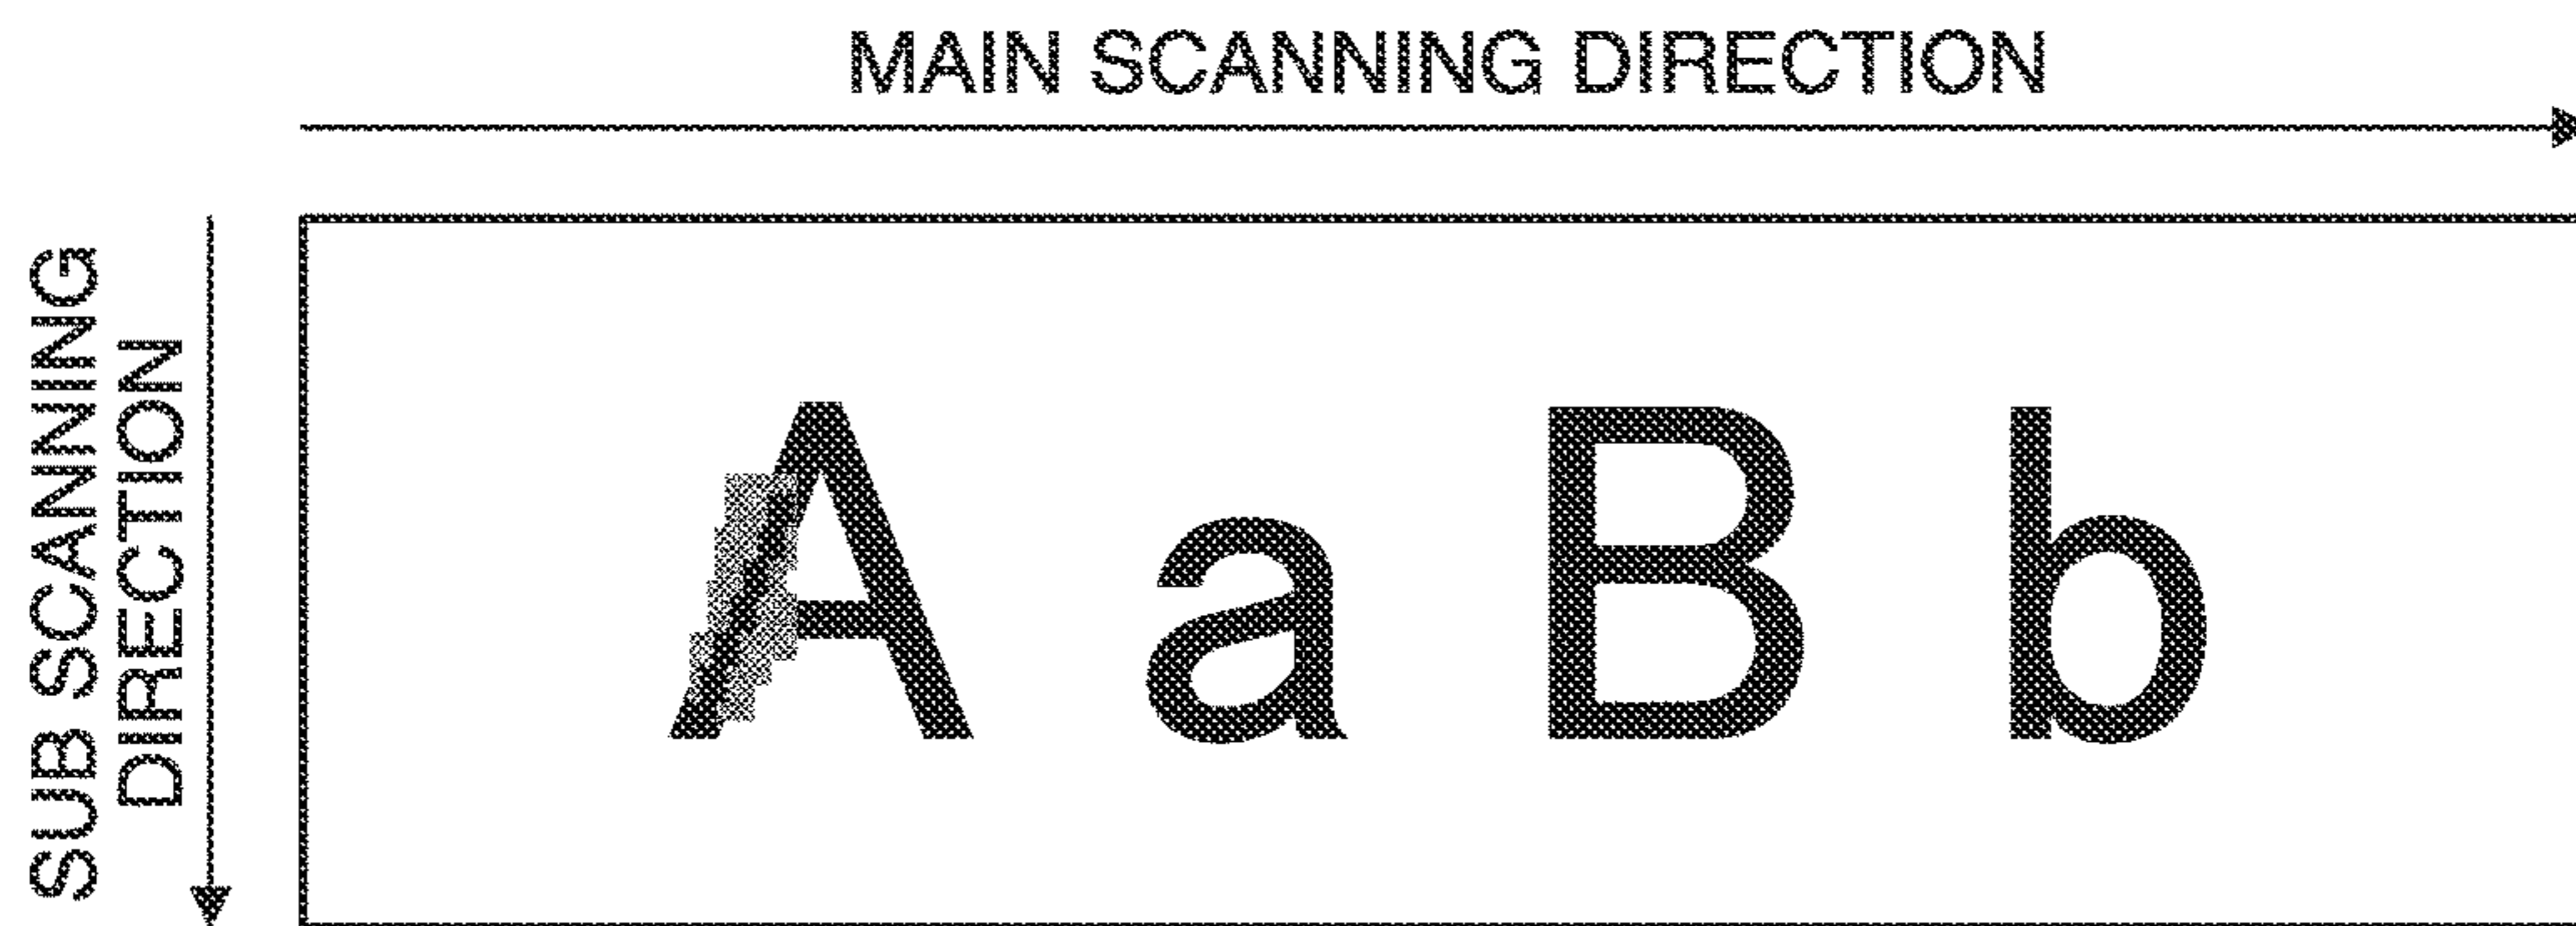 MAIN SCANNING DIRECTION
SUB SCANNING
DIRECTION
A a B b